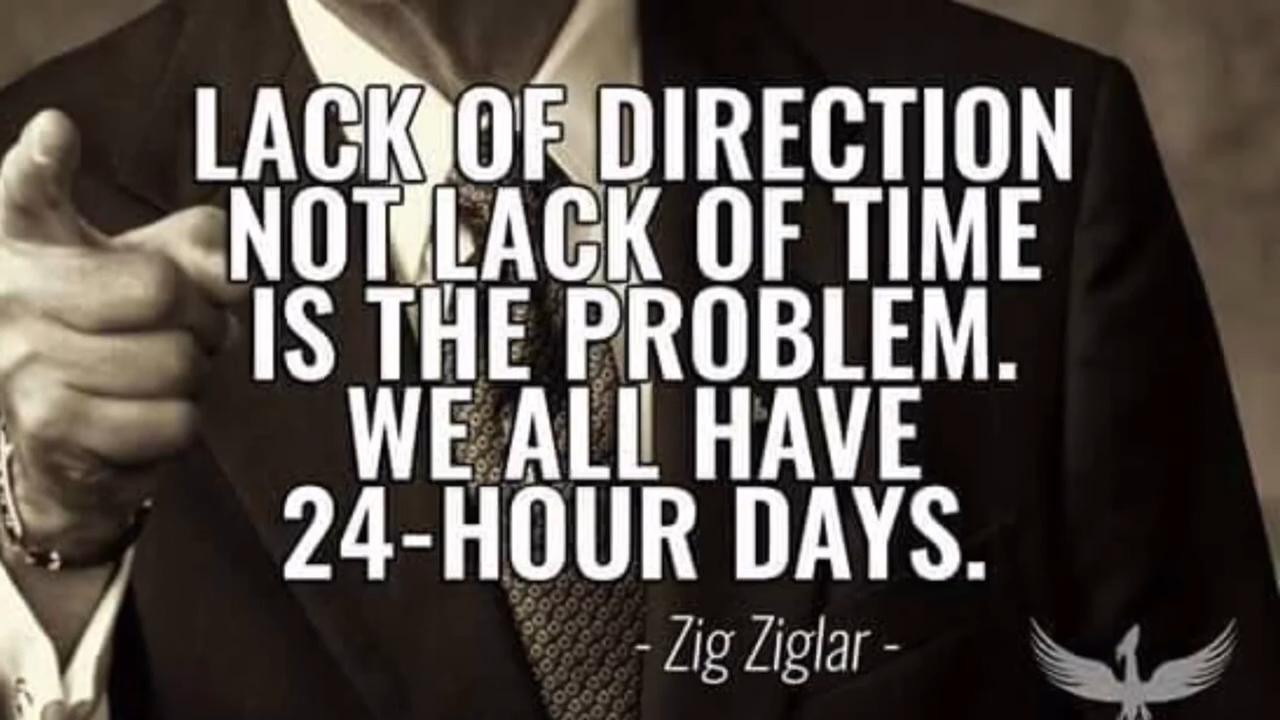 LACK OF DIRECTION
NOT LACK OF TIME
IS THE PROBLEM.
WE ALL HAVE
24-HOUR DAYS.
- Zig Ziglar -